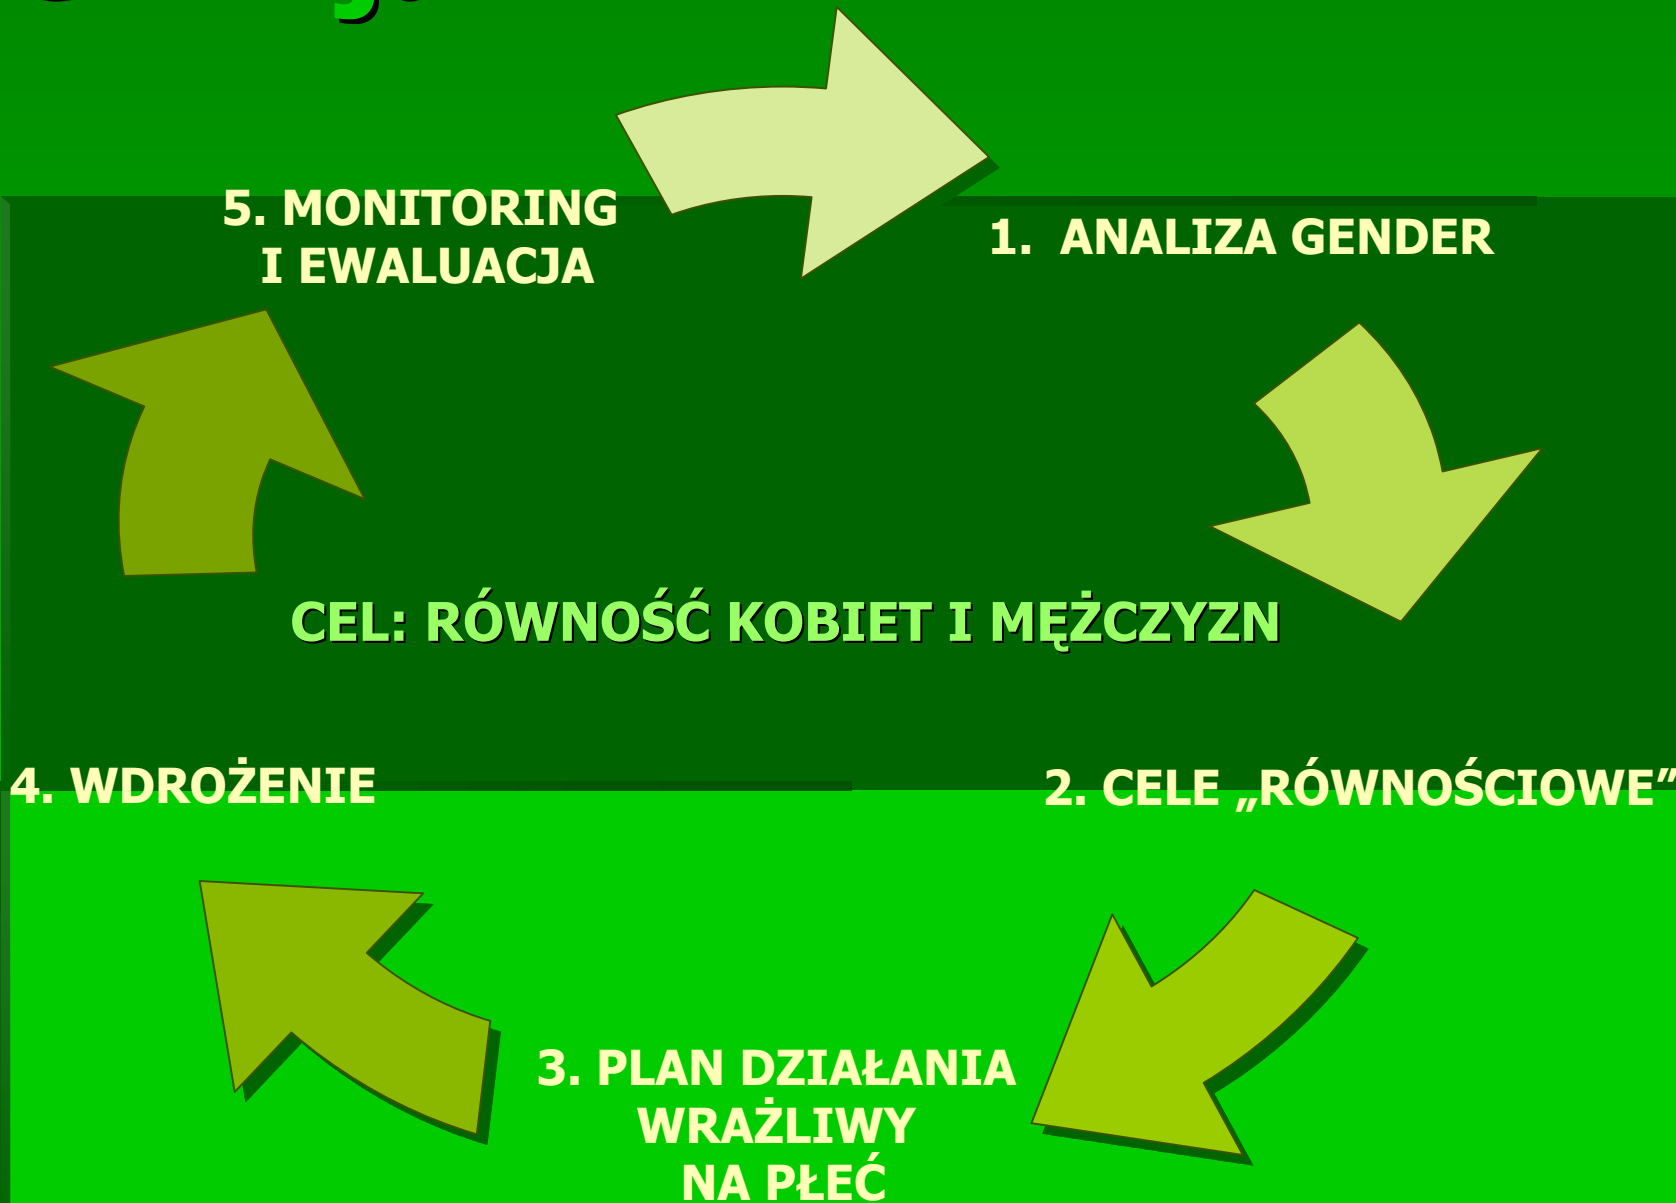 5. MONITORING
I EWALUACJA
1. ANALIZA GENDER
CEL: RÓWNOŚĆ KOBIET I MĘŻCZYZN
4. WDROŻENIE
2. CELE „RÓWNOŚCIOWE”
3. PLAN DZIAŁANIA
WRAŻLIWY
NA PŁEĆ